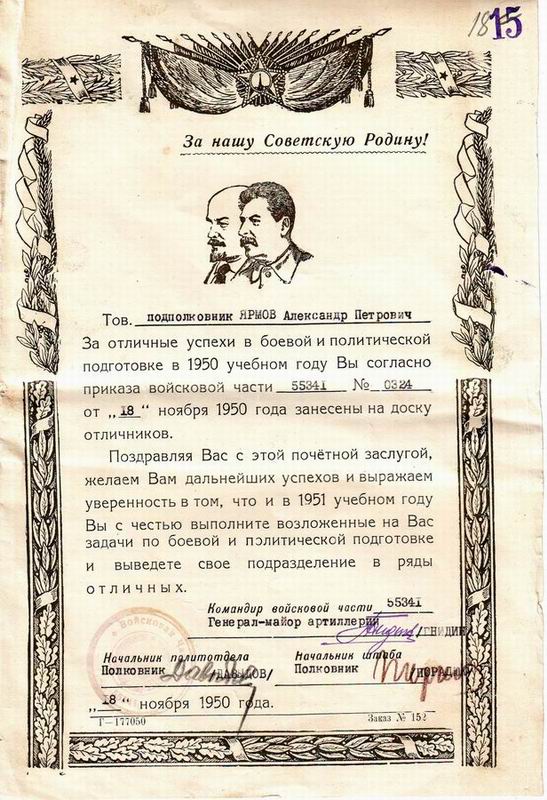 18 15
За нашу Советскую Родину!
Тов. подполковник ЯРМОВ Александр Петрович
За отличные успехи в боевой и политической
подготовке в 1950 учебном году Вы согласно
приказа войсковой части 55341 № 0324
от „18“ ноября 1950 года занесены на доску
отличников.
Поздравляя Вас с этой почётной заслугой,
желаем Вам дальнейших успехов и выражаем
уверенность в том, что и в 1951 учебном году
Вы с честью выполните возложенные на Вас
задачи по боевой и политической подготовке
и выведете свое подразделение в ряды
отличных.
Командир войсковой части 55341
Генерал-майор артиллерии
Начальник политотдела Начальник штаба
Полковник /ДАВЫДОВ/ Полковник
„18“ ноября 1950 года.
Г-177050 Заказ № 152